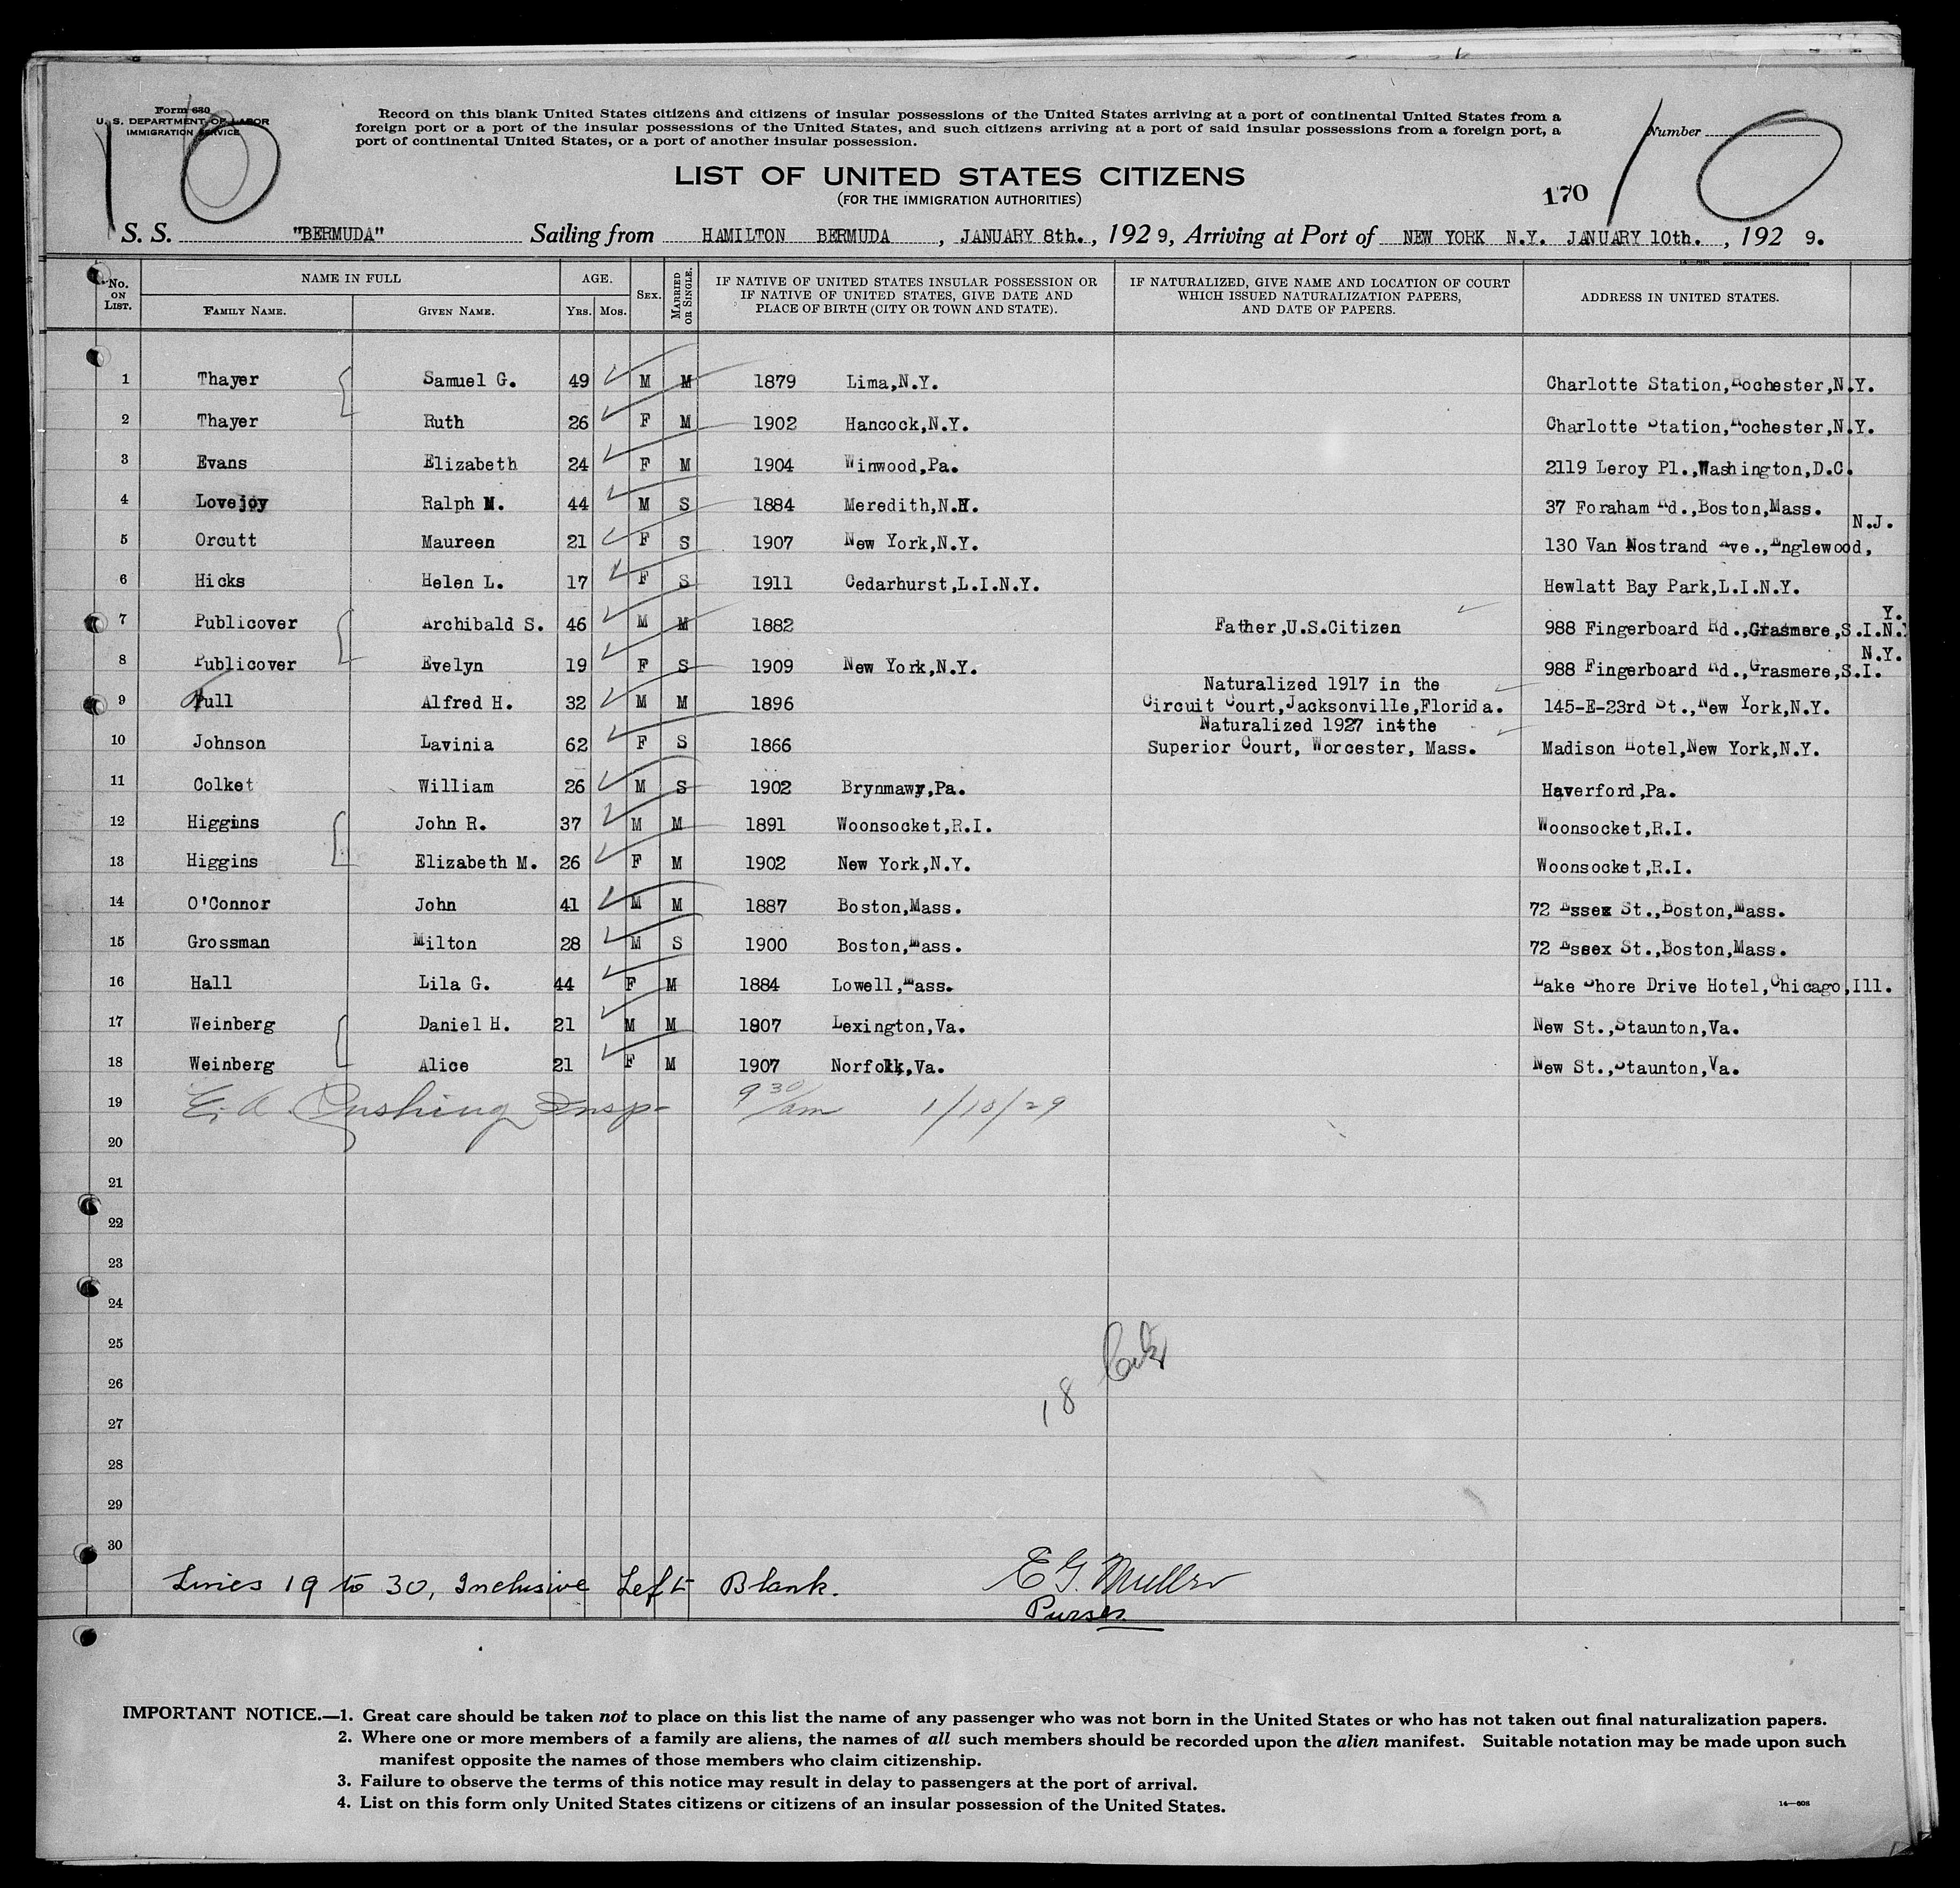 Form 630
U. S. DEPARTMENT OF LABOR
IMMIGRATION SERVICE
Record on this blank United States citizens and citizens of insular possessions of the United States arriving at a port of continental United States from a
foreign port or a port of the insular possessions of the United States, and such citizens arriving at a port of said insular possessions from a foreign port, a
port of continental United States, or a port of another insular possession.
Number
10
10
LIST OF UNITED STATES CITIZENS
(FOR THE IMMIGRATION AUTHORITIES)
170
S. S. "BERMUDA" Sailing from HAMILTON BERMUDA, JANUARY 8th., 1929, Arriving at Port of NEW YORK N.Y. JANUARY 10th., 1929.
No. ON LIST. NAME IN FULL FAMILY NAME. GIVEN NAME. AGE. YRS. MOS. SEX. MARRIED OR SINGLE. IF NATIVE OF UNITED STATES INSULAR POSSESSION OR IF NATIVE OF UNITED STATES, GIVE DATE AND PLACE OF BIRTH (CITY OR TOWN AND STATE). IF NATURALIZED, GIVE NAME AND LOCATION OF COURT WHICH ISSUED NATURALIZATION PAPERS, AND DATE OF PAPERS. ADDRESS IN UNITED STATES.
1 Thayer Samuel G. 49 M M 1879 Lima,N.Y. Charlotte Station,Rochester,N.Y.
2 Thayer Ruth 26 F M 1902 Hancock,N.Y. Charlotte Station,Rochester,N.Y.
3 Evans Elizabeth 24 F M 1904 Winwood,Pa. 2119 Leroy Pl.,Washington,D.C.
4 Lovejoy Ralph M. 44 M S 1884 Meredith,N.H. 37 Foraham Rd.,Boston,Mass.
5 Orcutt Maureen 21 F S 1907 New York,N.Y. 130 Van Nostrand Ave.,Englewood, N.J.
6 Hicks Helen L. 17 F S 1911 Cedarhurst,L.I.N.Y. Hewlatt Bay Park,L.I.N.Y.
7 Publicover Archibald S. 46 M M 1882 Father,U.S.Citizen 988 Fingerboard Rd.,Grasmere,S.I.N.Y.
8 Publicover Evelyn 19 F S 1909 New York,N.Y. 988 Fingerboard Rd.,Grasmere,S.I. N.Y.
Naturalized 1917 in the
9 Alfred H. 32 M M 1896 Circuit Court,Jacksonville,Florida. 145-E-23rd St.,New York,N.Y.
Naturalized 1927 in the
10 Johnson Lavinia 62 F S 1866 Superior Court, Worcester, Mass. Madison Hotel,New York,N.Y.
11 Colket William 26 M S 1902 Brynmawr,Pa. Haverford,Pa.
12 Higgins John R. 37 M M 1891 Woonsocket,R.I. Woonsocket,R.I.
13 Higgins Elizabeth M. 26 F M 1902 New York,N.Y. Woonsocket,R.I.
14 O'Connor John 41 M M 1887 Boston,Mass. 72 Essex St.,Boston,Mass.
15 Grossman Milton 28 M S 1900 Boston,Mass. 72 Essex St.,Boston,Mass.
16 Hall Lila G. 44 F M 1884 Lowell,Mass. Lake Shore Drive Hotel,Chicago,Ill.
17 Weinberg Daniel H. 21 M M 1907 Lexington,Va. New St.,Staunton,Va.
18 Weinberg Alice 21 F M 1907 Norfolk,Va. New St.,Staunton,Va.
19 E. A. Cushing Insp- 9 30/am 1/10/29
20
21
22
23
24
25
26
27 18
28
29
30
Lines 19 to 30, Inclusive Left Blank. E G. Muller
Purser
IMPORTANT NOTICE.—1. Great care should be taken not to place on this list the name of any passenger who was not born in the United States or who has not taken out final naturalization papers.
2. Where one or more members of a family are aliens, the names of all such members should be recorded upon the alien manifest. Suitable notation may be made upon such
manifest opposite the names of those members who claim citizenship.
3. Failure to observe the terms of this notice may result in delay to passengers at the port of arrival.
4. List on this form only United States citizens or citizens of an insular possession of the United States.
14—608